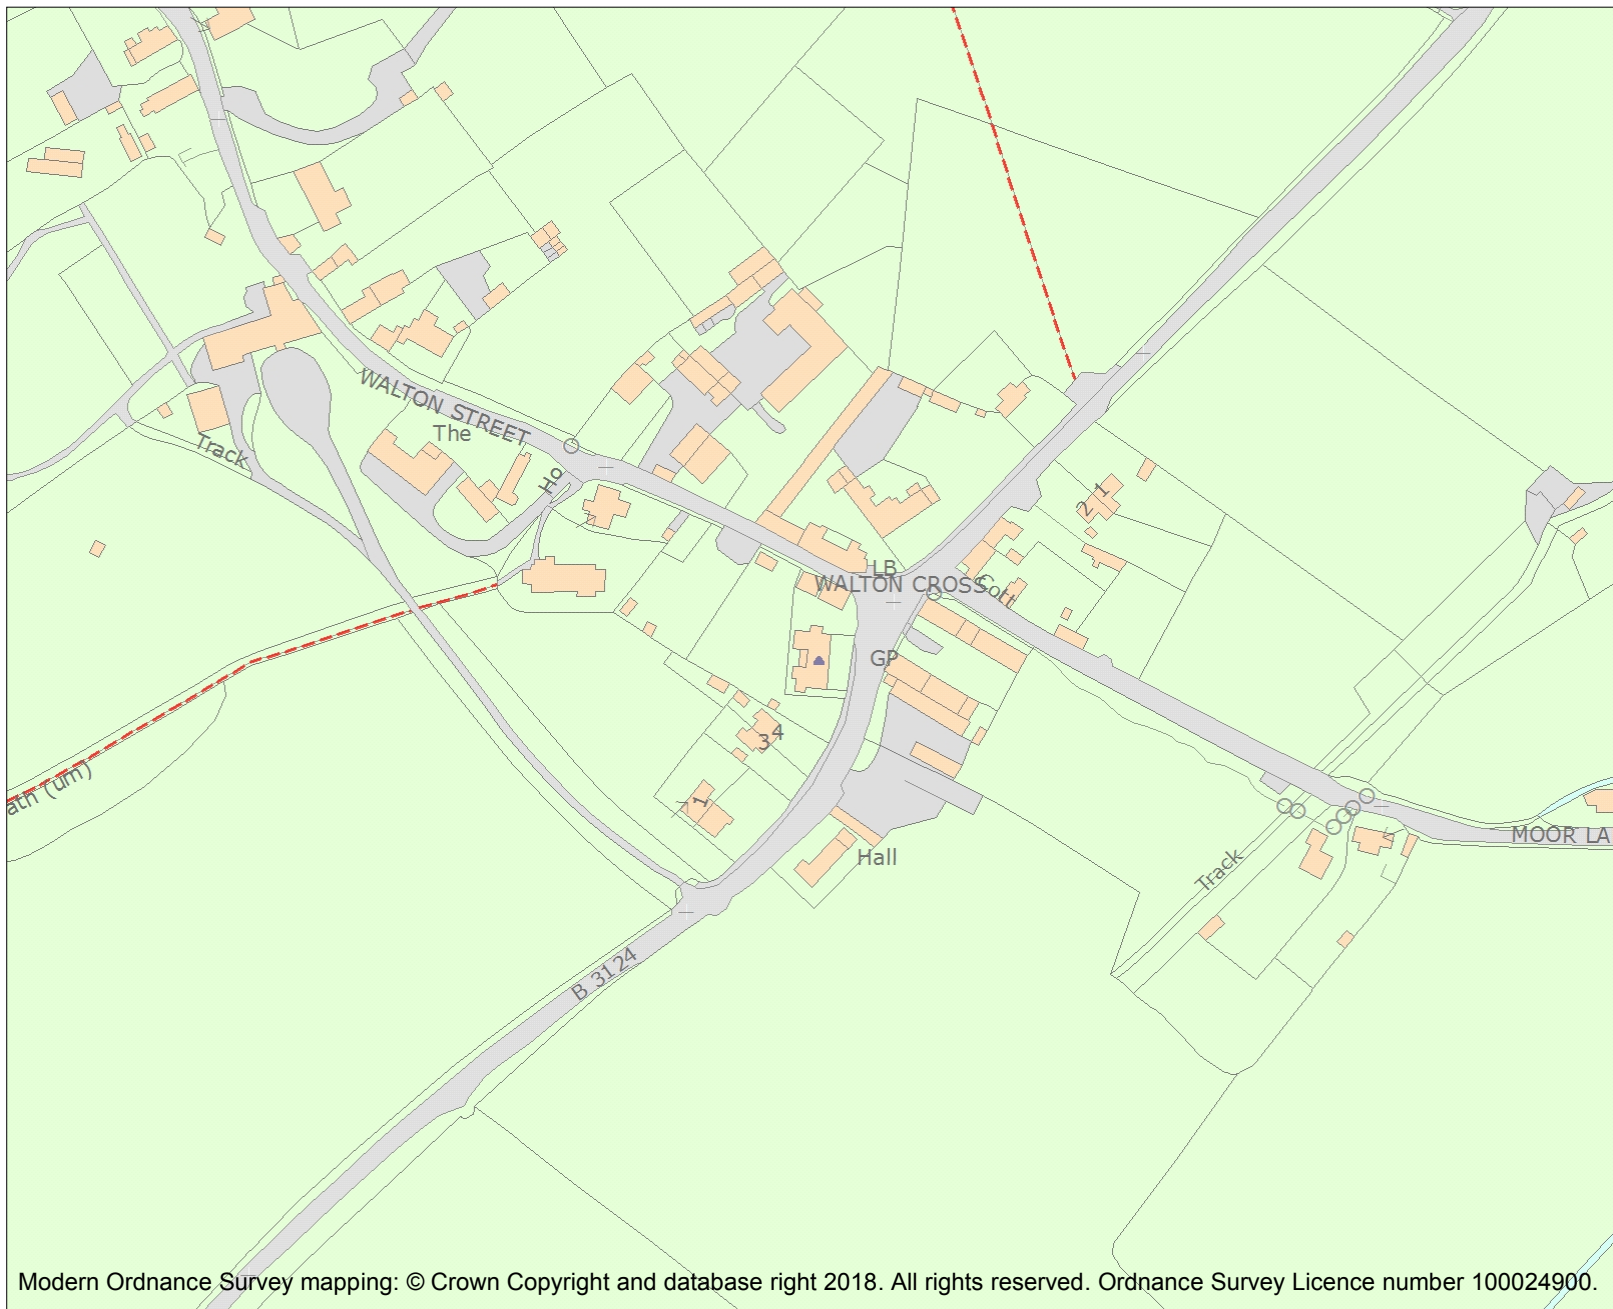 WALTON STREET
The
Track
Ho
LB
WALTON CROSS
Cott
2 1
GP
3 4
1
7
ath (um)
Hall
Track
MOOR LA
B 3124
Modern Ordnance Survey mapping: © Crown Copyright and database right 2018. All rights reserved. Ordnance Survey Licence number 100024900.